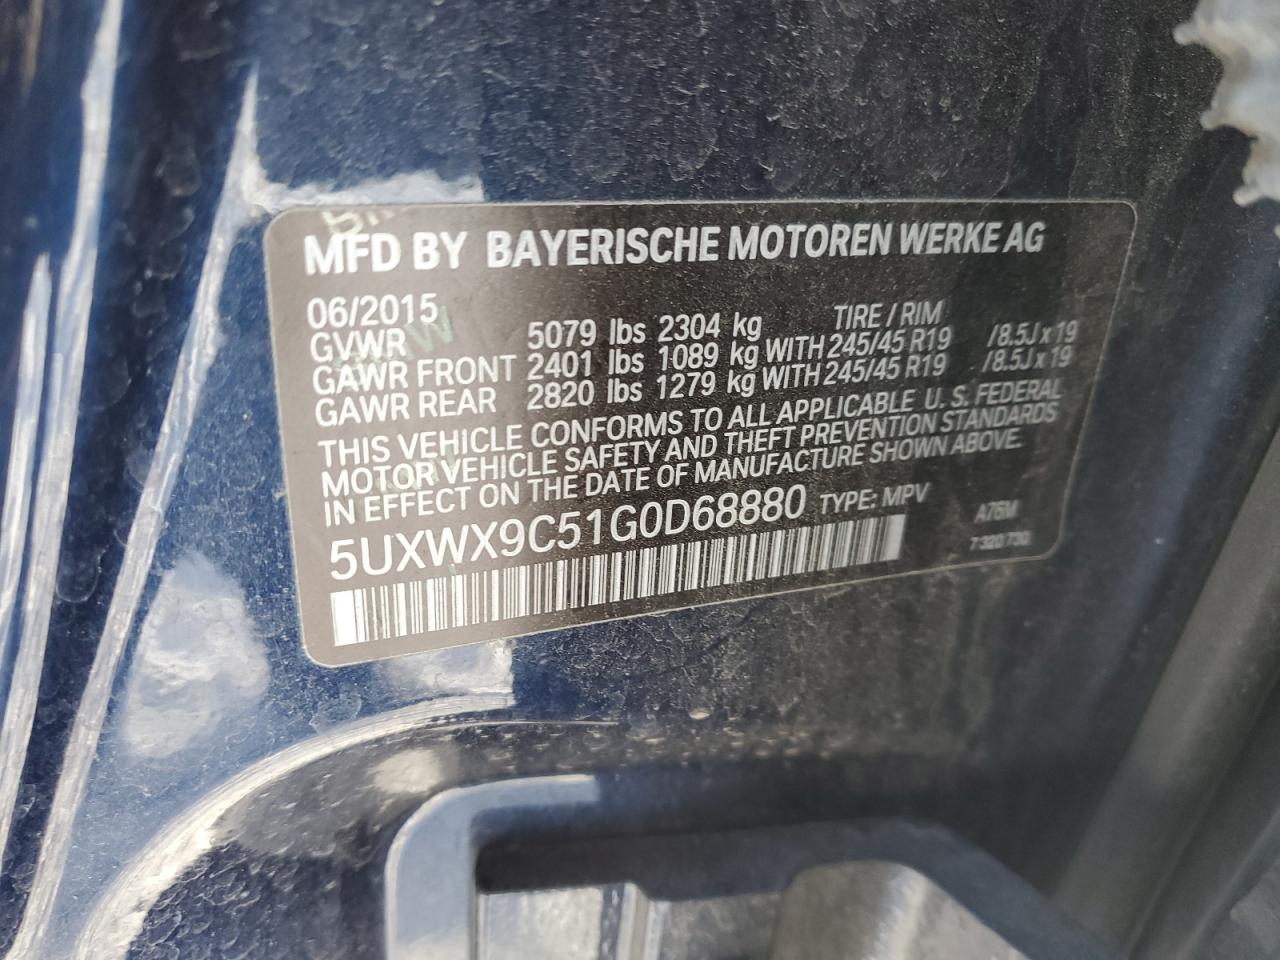 MFD BY BAYERISCHE MOTOREN WERKE AG
06/2015 TIRE / RIM
GVWR 5079 lbs 2304 kg
GAWR FRONT 2401 lbs 1089 kg WITH 245/45 R19 /8.5J x 19
GAWR REAR 2820 lbs 1279 kg WITH 245/45 R19 /8.5J x 19
THIS VEHICLE CONFORMS TO ALL APPLICABLE U.S. FEDERAL
MOTOR VEHICLE SAFETY AND THEFT PREVENTION STANDARDS
IN EFFECT ON THE DATE OF MANUFACTURE SHOWN ABOVE.
5UXWX9C51G0D68880 TYPE: MPV
A76M
7 320 730